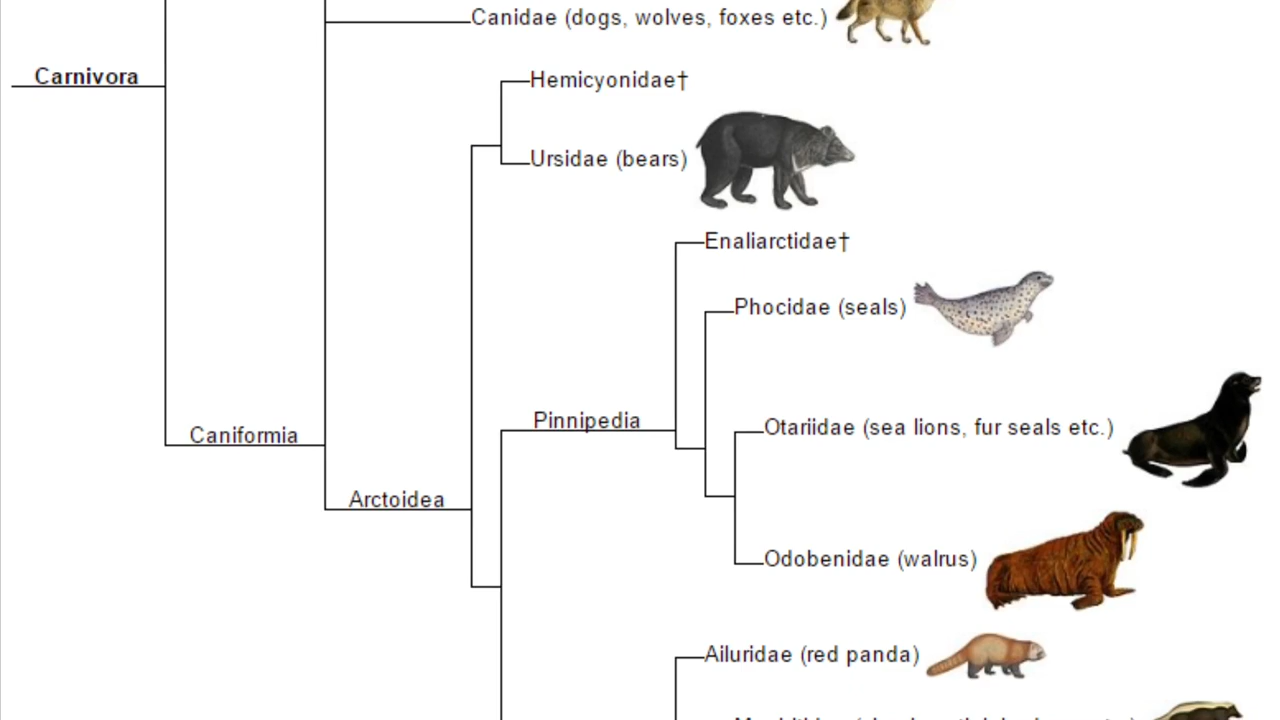 Canidae (dogs, wolves, foxes etc.)
Carnivora
Hemicyonidae†
Ursidae (bears)
Enaliarctidae†
Phocidae (seals)
Pinnipedia
Otariidae (sea lions, fur seals etc.)
Caniformia
Arctoidea
Odobenidae (walrus)
Ailuridae (red panda)